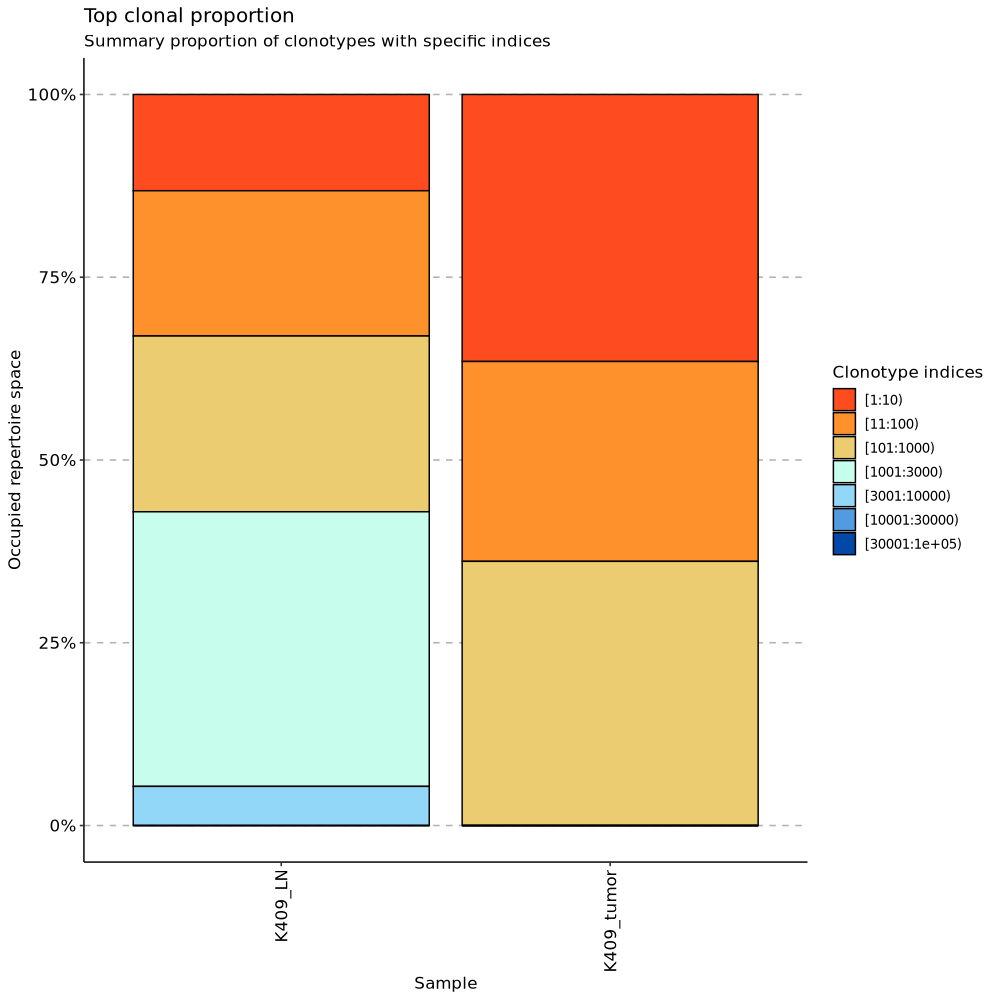 Top clonal proportion
Summary proportion of clonotypes with specific indices
Occupied repertoire space
100%
75%
50%
25%
0%
K409_LN
K409_tumor
Sample
Clonotype indices
[1:10)
[11:100)
[101:1000)
[1001:3000)
[3001:10000)
[10001:30000)
[30001:1e+05)